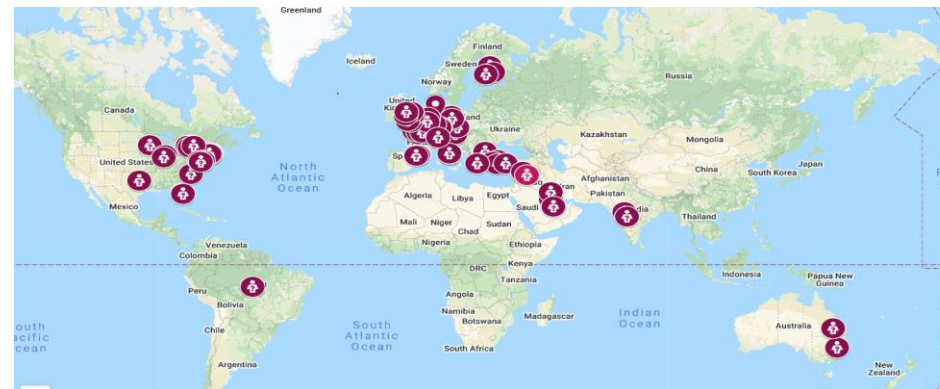 Greenland
Iceland
Finland
Sweden
Norway
Russia
Canada
United
Ukraine
Kazakhstan
Mongolia
United States
North
Atlantic
Ocean
Japan
China
South Korea
Afghanistan
Pakistan
Algeria
Libya
Egypt
Saudi
Mexico
Mali
Niger
Chad
Sudan
Thailand
Nigeria
Ethiopia
Venezuela
Colombia
DRC
Kenya
Tanzania
Indonesia
Papua New
Guinea
Peru
Bolivia
Angola
Namibia
Botswana
Madagascar
Indian
Ocean
Chile
South
Atlantic
Ocean
South Africa
Australia
Argentina
New
Zealand